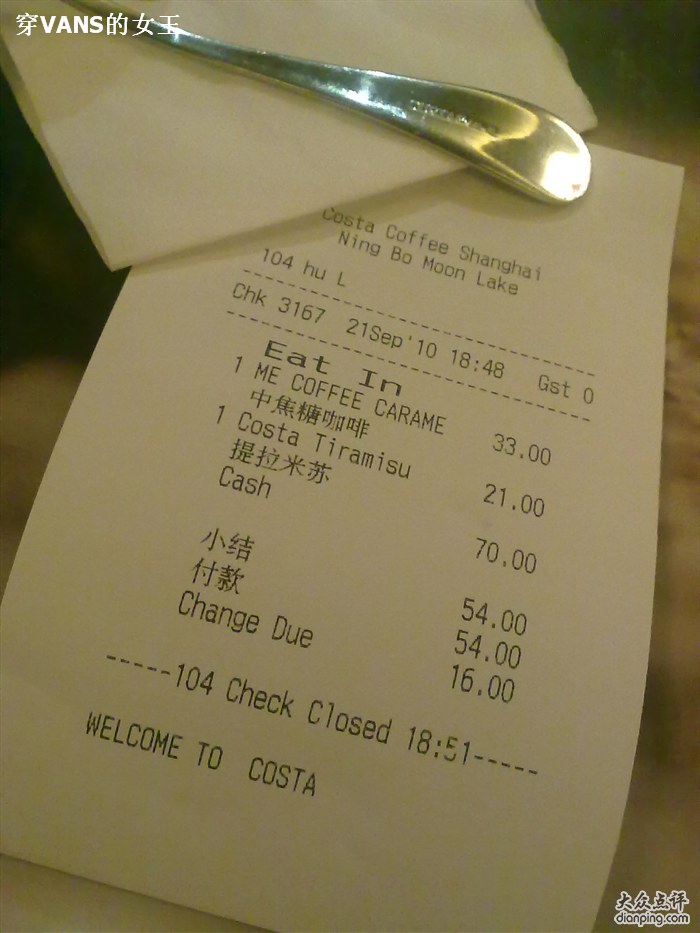 穿VANS的女王
Costa Coffee Shanghai
Ning Bo Moon Lake
104 hu L
Chk 3167 21Sep'10 18:48 Gst 0
Eat In
1 ME COFFEE CARAME 33.00
中焦糖咖啡
1 Costa Tiramisu 21.00
提拉米苏
Cash 70.00
小结 54.00
付款 54.00
Change Due 16.00
-----104 Check Closed 18:51-----
WELCOME TO COSTA
大众点评
dianping.com